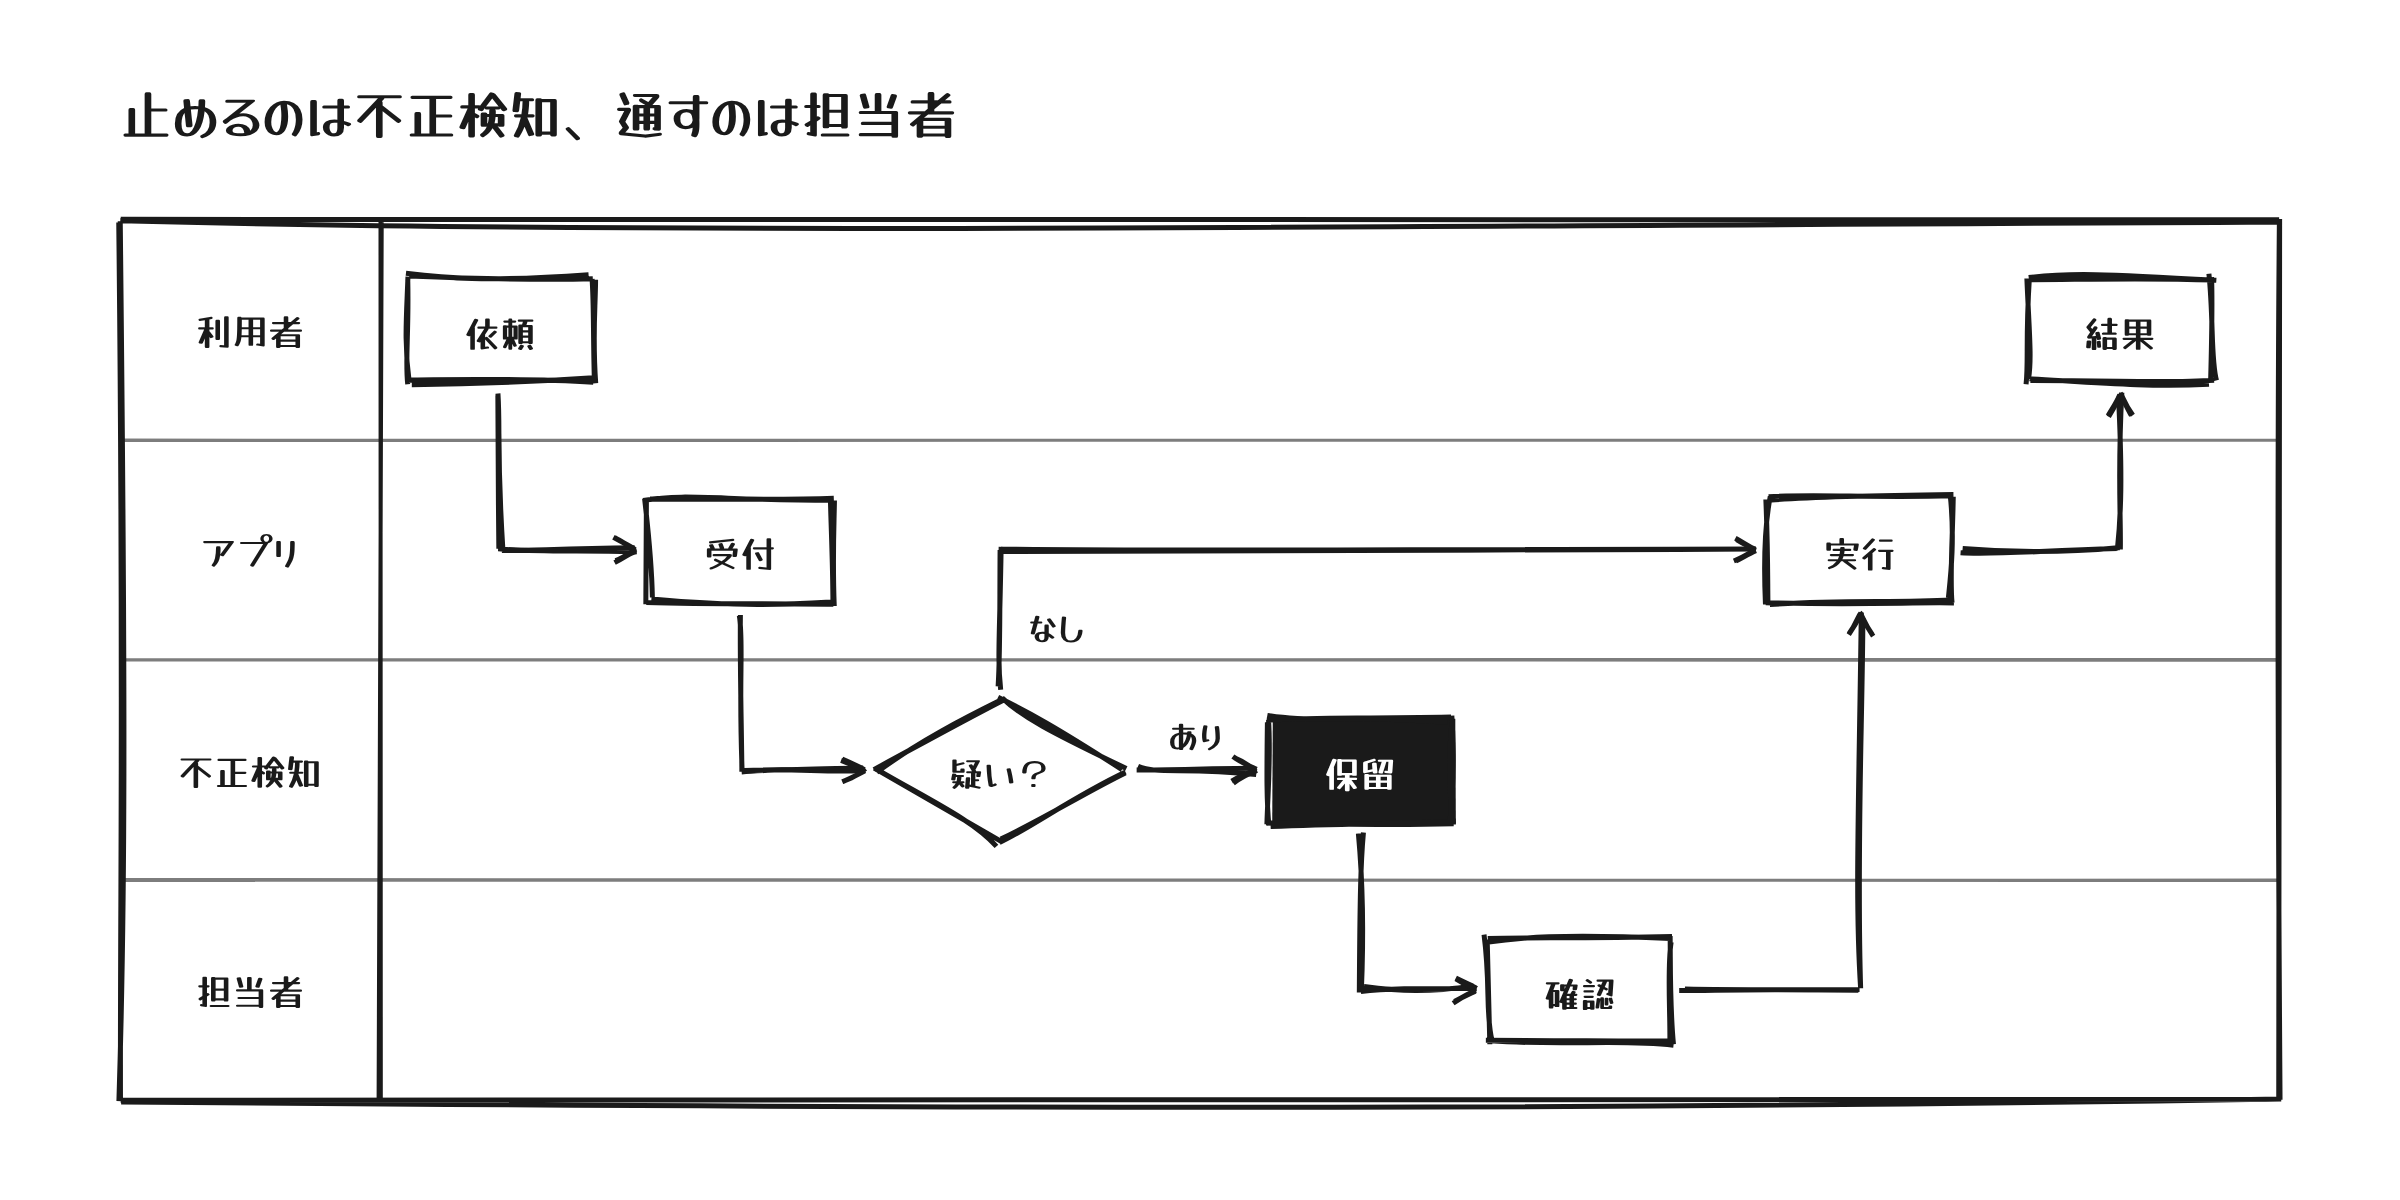 止めるのは不正検知、通すのは担当者
利用者
依頼
結果
アプリ
受付
実行
なし
不正検知
疑い？
あり
保留
担当者
確認